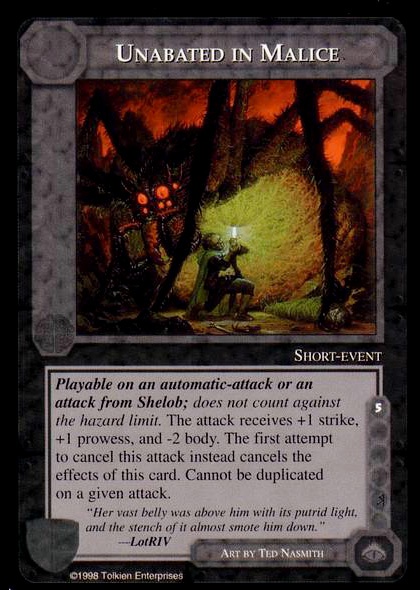 UNABATED IN MALICE
SHORT-EVENT
Playable on an automatic-attack or an
attack from Shelob; does not count against
the hazard limit. The attack receives +1 strike,
+1 prowess, and -2 body. The first attempt
to cancel this attack instead cancels the
effects of this card. Cannot be duplicated
on a given attack.
5
"Her vast belly was above him with its putrid light,
and the stench of it almost smote him down."
—LotRIV
ART BY TED NASMITH
©1998 Tolkien Enterprises